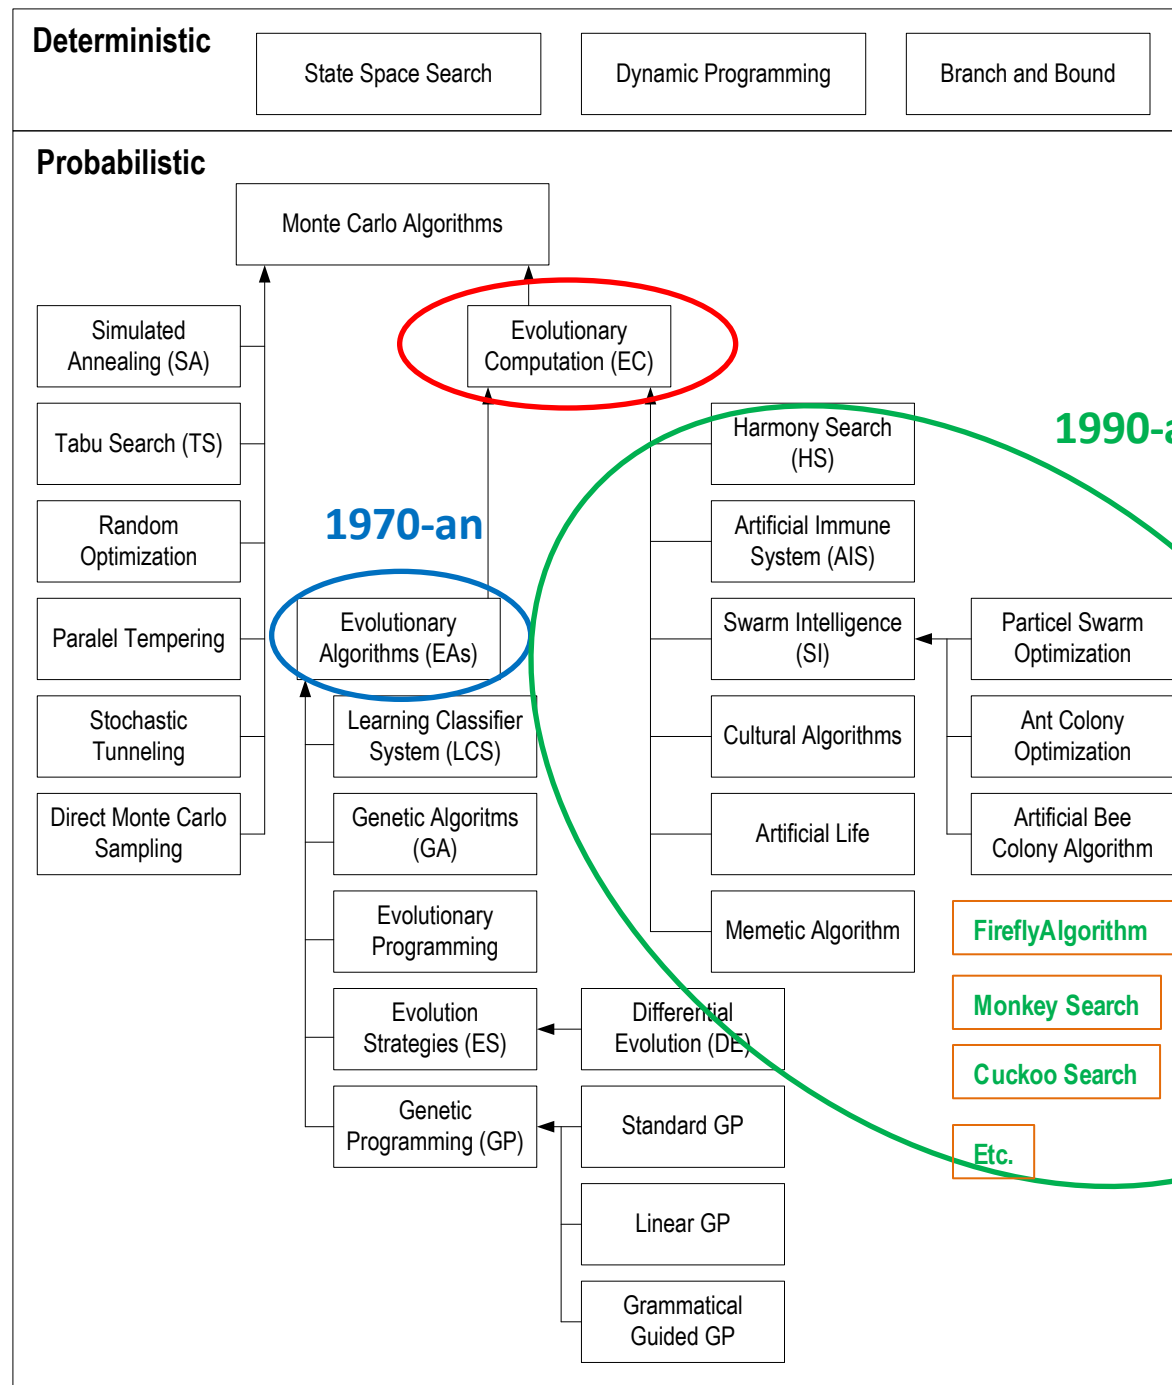 Deterministic
State Space Search
Dynamic Programming
Branch and Bound
Probabilistic
Monte Carlo Algorithms
Simulated
Annealing (SA)
Evolutionary
Computation (EC)
Tabu Search (TS)
Harmony Search
(HS)
1990-a
Random
Optimization
1970-an
Artificial Immune
System (AIS)
Paralel Tempering
Evolutionary
Algorithms (EAs)
Swarm Intelligence
(SI)
Particel Swarm
Optimization
Stochastic
Tunneling
Learning Classifier
System (LCS)
Cultural Algorithms
Ant Colony
Optimization
Direct Monte Carlo
Sampling
Genetic Algoritms
(GA)
Artificial Life
Artificial Bee
Colony Algorithm
Evolutionary
Programming
Memetic Algorithm
FireflyAlgorithm
Evolution
Strategies (ES)
Differential
Evolution (DE)
Monkey Search
Cuckoo Search
Genetic
Programming (GP)
Standard GP
Etc.
Linear GP
Grammatical
Guided GP